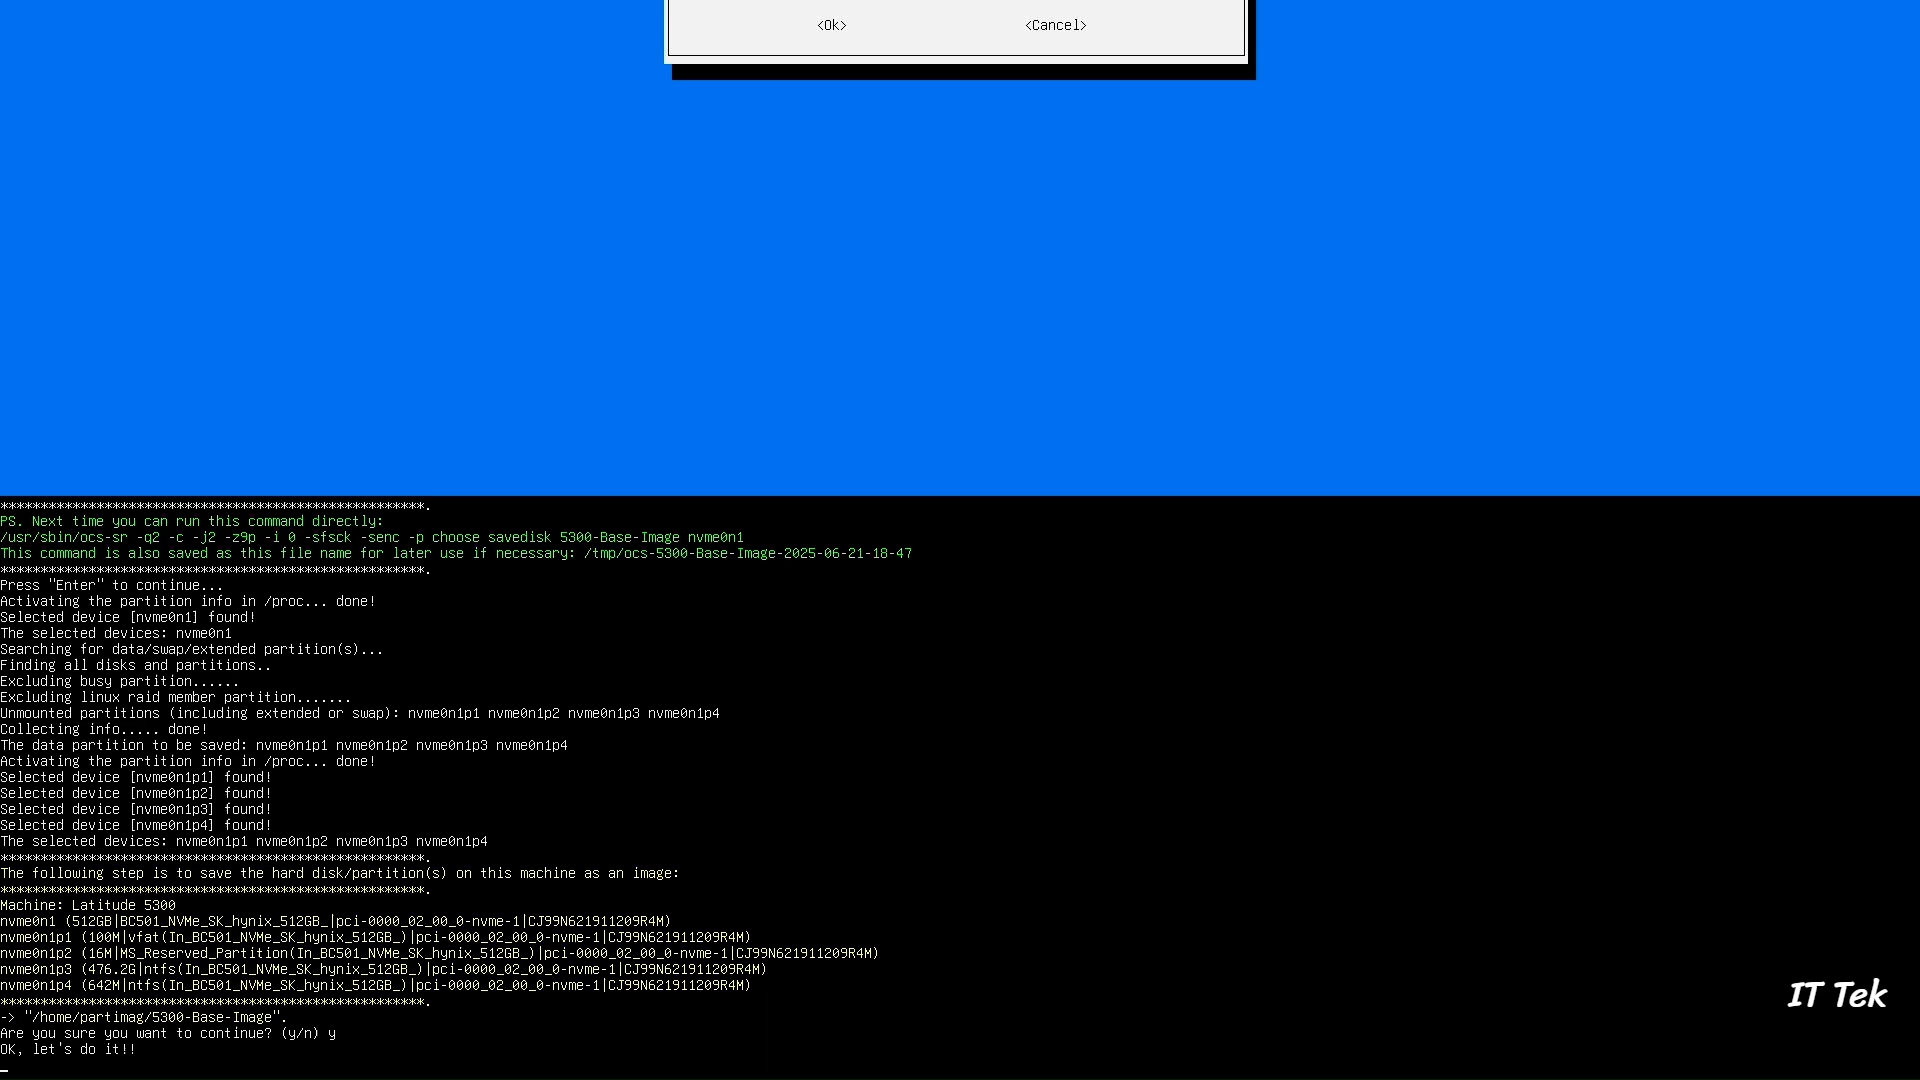 <Ok> <Cancel>
*****************************************************.
PS. Next time you can run this command directly:
/usr/sbin/ocs-sr -q2 -c -j2 -z9p -i 0 -sfsck -senc -p choose savedisk 5300-Base-Image nvme0n1
This command is also saved as this file name for later use if necessary: /tmp/ocs-5300-Base-Image-2025-06-21-18-47
*****************************************************.
Press "Enter" to continue...
Activating the partition info in /proc... done!
Selected device [nvme0n1] found!
The selected devices: nvme0n1
Searching for data/swap/extended partition(s)...
Finding all disks and partitions..
Excluding busy partition......
Excluding linux raid member partition.......
Unmounted partitions (including extended or swap): nvme0n1p1 nvme0n1p2 nvme0n1p3 nvme0n1p4
Collecting info..... done!
The data partition to be saved: nvme0n1p1 nvme0n1p2 nvme0n1p3 nvme0n1p4
Activating the partition info in /proc... done!
Selected device [nvme0n1p1] found!
Selected device [nvme0n1p2] found!
Selected device [nvme0n1p3] found!
Selected device [nvme0n1p4] found!
The selected devices: nvme0n1p1 nvme0n1p2 nvme0n1p3 nvme0n1p4
*****************************************************.
The following step is to save the hard disk/partition(s) on this machine as an image:
*****************************************************.
Machine: Latitude 5300
nvme0n1 (512GB|BC501_NVMe_SK_hynix_512GB_|pci-0000_02_00_0-nvme-1|CJ99N621911209R4M)
nvme0n1p1 (100M|vfat(In_BC501_NVMe_SK_hynix_512GB_)|pci-0000_02_00_0-nvme-1|CJ99N621911209R4M)
nvme0n1p2 (16M|MS_Reserved_Partition(In_BC501_NVMe_SK_hynix_512GB_)|pci-0000_02_00_0-nvme-1|CJ99N621911209R4M)
nvme0n1p3 (476.2G|ntfs(In_BC501_NVMe_SK_hynix_512GB_)|pci-0000_02_00_0-nvme-1|CJ99N621911209R4M)
nvme0n1p4 (642M|ntfs(In_BC501_NVMe_SK_hynix_512GB_)|pci-0000_02_00_0-nvme-1|CJ99N621911209R4M)
*****************************************************.
-> "/home/partimag/5300-Base-Image".
Are you sure you want to continue? (y/n) y
OK, let's do it!!
IT Tek